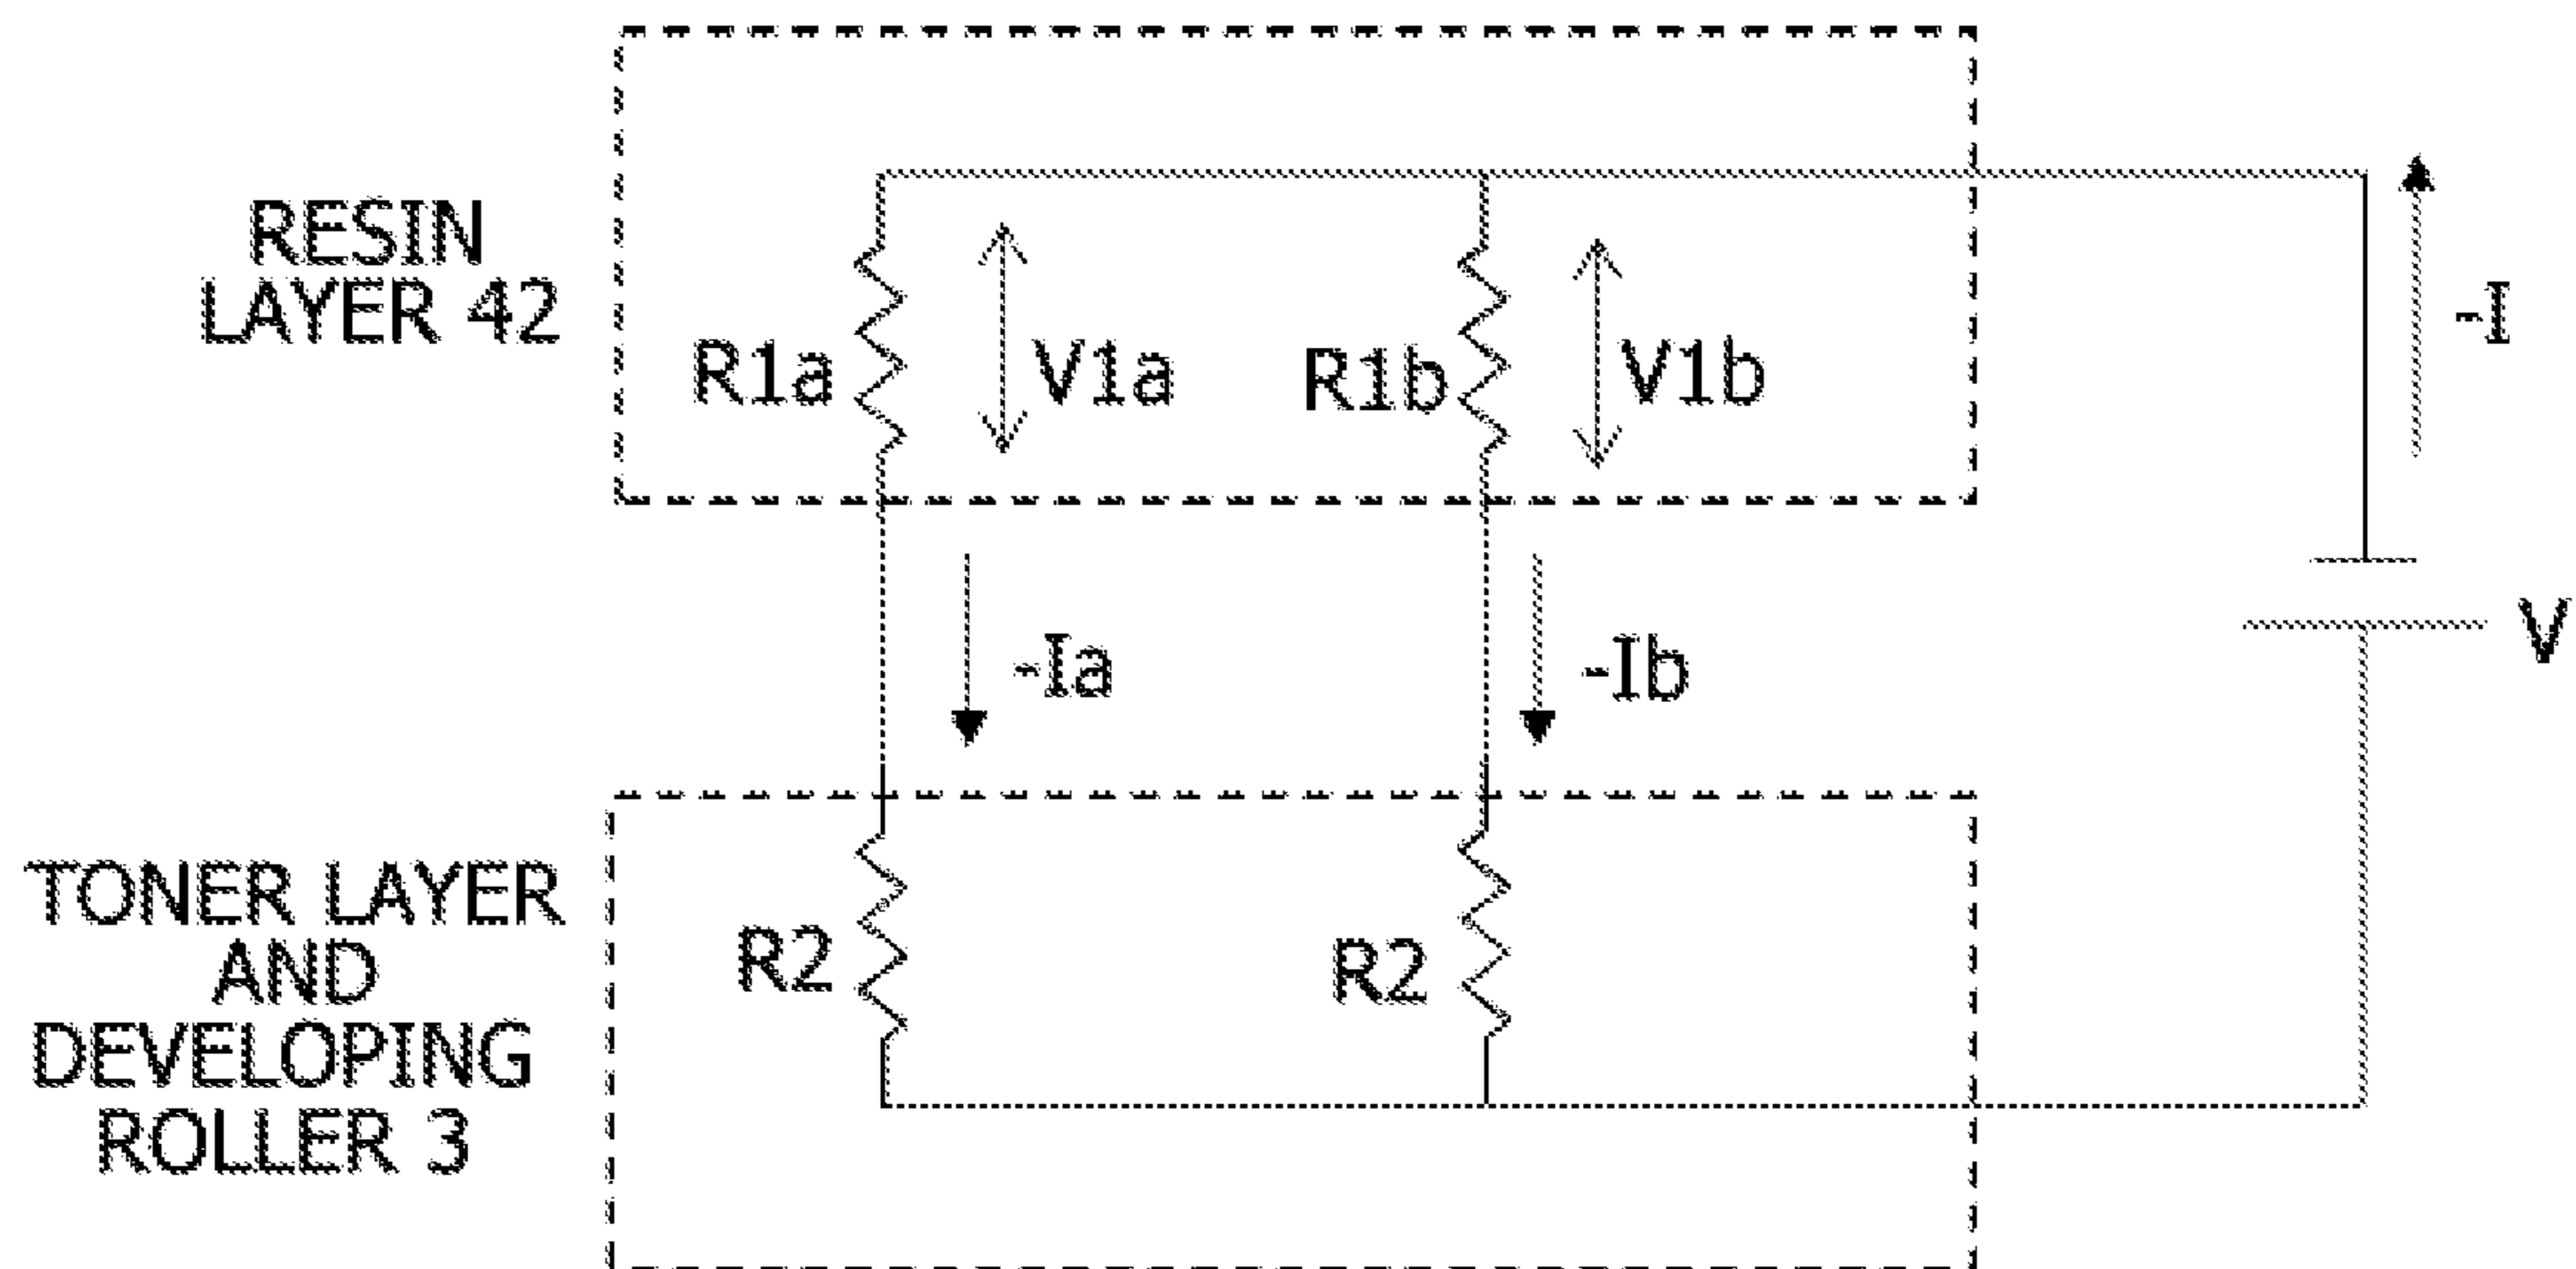 RESIN
LAYER 42
R1a
V1a
R1b
V1b
-I
V
-Ia
-Ib
TONER LAYER
AND
DEVELOPING
ROLLER 3
R2
R2